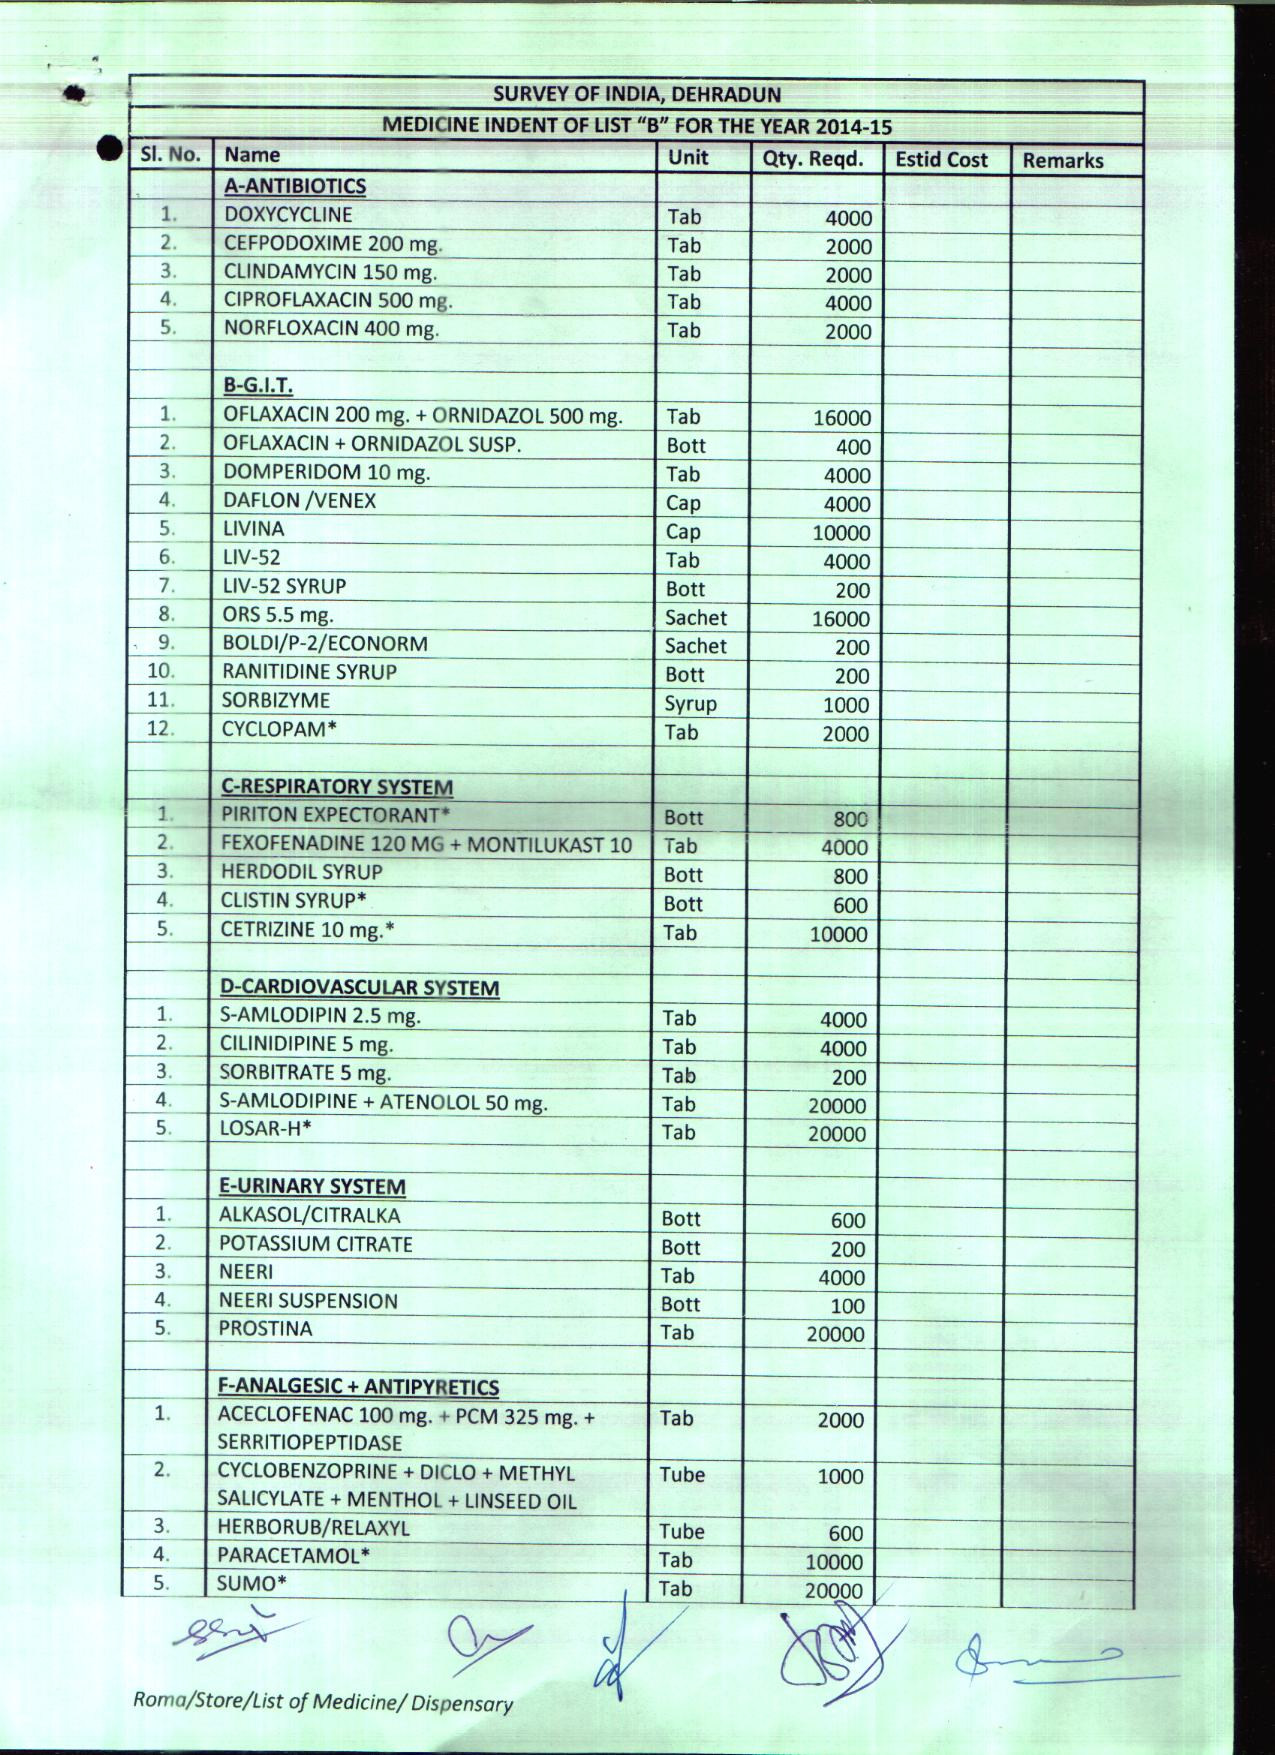 SURVEY OF INDIA, DEHRADUN
MEDICINE INDENT OF LIST “B” FOR THE YEAR 2014-15
Sl. No. Name Unit Qty. Reqd. Estid Cost Remarks
A-ANTIBIOTICS
1. DOXYCYCLINE Tab 4000
2. CEFPODOXIME 200 mg. Tab 2000
3. CLINDAMYCIN 150 mg. Tab 2000
4. CIPROFLAXACIN 500 mg. Tab 4000
5. NORFLOXACIN 400 mg. Tab 2000
B-G.I.T.
1. OFLAXACIN 200 mg. + ORNIDAZOL 500 mg. Tab 16000
2. OFLAXACIN + ORNIDAZOL SUSP. Bott 400
3. DOMPERIDOM 10 mg. Tab 4000
4. DAFLON /VENEX Cap 4000
5. LIVINA Cap 10000
6. LIV-52 Tab 4000
7. LIV-52 SYRUP Bott 200
8. ORS 5.5 mg. Sachet 16000
9. BOLDI/P-2/ECONORM Sachet 200
10. RANITIDINE SYRUP Bott 200
11. SORBIZYME Syrup 1000
12. CYCLOPAM* Tab 2000
C-RESPIRATORY SYSTEM
1. PIRITON EXPECTORANT* Bott 800
2. FEXOFENADINE 120 MG + MONTILUKAST 10 Tab 4000
3. HERDODIL SYRUP Bott 800
4. CLISTIN SYRUP* Bott 600
5. CETRIZINE 10 mg.* Tab 10000
D-CARDIOVASCULAR SYSTEM
1. S-AMLODIPIN 2.5 mg. Tab 4000
2. CILINIDIPINE 5 mg. Tab 4000
3. SORBITRATE 5 mg. Tab 200
4. S-AMLODIPINE + ATENOLOL 50 mg. Tab 20000
5. LOSAR-H* Tab 20000
E-URINARY SYSTEM
1. ALKASOL/CITRALKA Bott 600
2. POTASSIUM CITRATE Bott 200
3. NEERI Tab 4000
4. NEERI SUSPENSION Bott 100
5. PROSTINA Tab 20000
F-ANALGESIC + ANTIPYRETICS
1. ACECLOFENAC 100 mg. + PCM 325 mg. + Tab 2000
SERRITIOPEPTIDASE
2. CYCLOBENZOPRINE + DICLO + METHYL Tube 1000
SALICYLATE + MENTHOL + LINSEED OIL
3. HERBORUB/RELAXYL Tube 600
4. PARACETAMOL* Tab 10000
5. SUMO* Tab 20000
Roma/Store/List of Medicine/ Dispensary